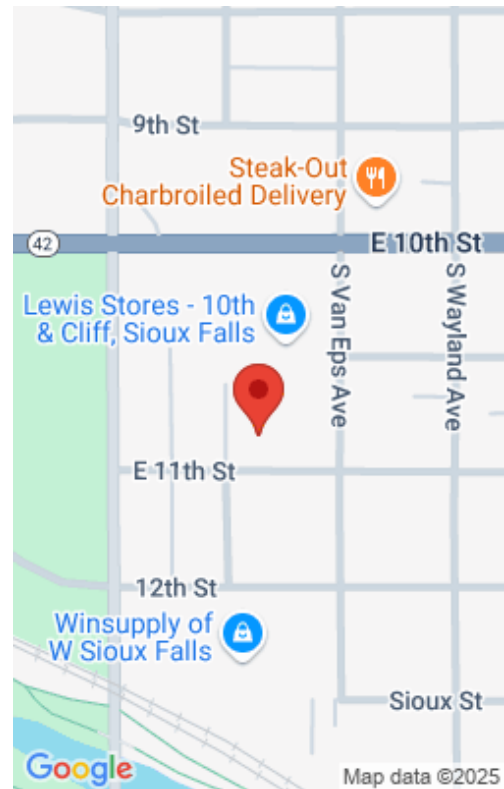 9th St
Steak-Out
Charbroiled Delivery
42
E 10th St
S Van Eps Ave
S Wayland Ave
Lewis Stores - 10th
& Cliff, Sioux Falls
E 11th St
12th St
Winsupply of
W Sioux Falls
Sioux St
Google
Map data ©2025